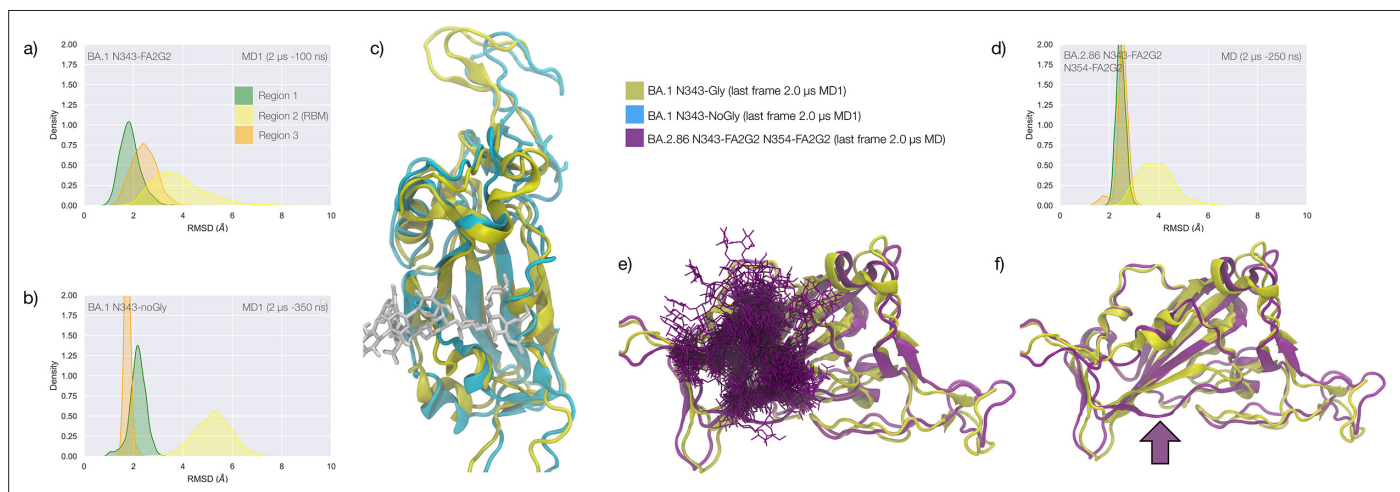 a)
BA.1 N343-FA2G2
MD1 (2 µs -100 ns)
2.00
1.75
1.50
1.25
1.00
0.75
0.50
0.25
0.00
Density
Region 1
Region 2 (RBM)
Region 3
0 2 4 6 8 10
RMSD (Å)
b)
BA.1 N343-noGly
MD1 (2 µs -350 ns)
2.00
1.75
1.50
1.25
1.00
0.75
0.50
0.25
0.00
Density
0 2 4 6 8 10
RMSD (Å)
c)
BA.1 N343-Gly (last frame 2.0 µs MD1)
BA.1 N343-NoGly (last frame 2.0 µs MD1)
BA.2.86 N343-FA2G2 N354-FA2G2 (last frame 2.0 µs MD)
d)
BA.2.86 N343-FA2G2
N354-FA2G2
MD (2 µs -250 ns)
2.00
1.75
1.50
1.25
1.00
0.75
0.50
0.25
0.00
Density
0 2 4 6 8 10
RMSD (Å)
e)
f)